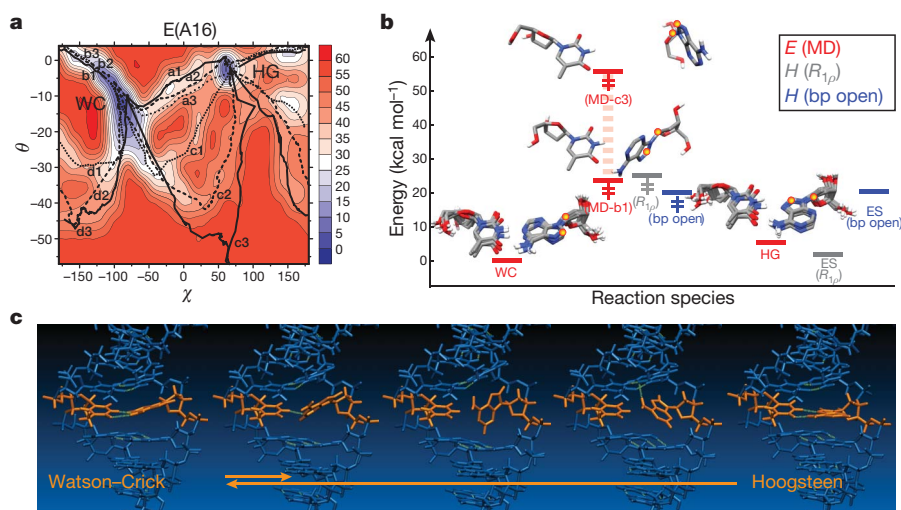 a
E(A16)
θ
0
−10
−20
−30
−40
−50
b3
b2
b1
WC
a1
a2
a3
HG
c1
c2
c3
d1
d2
d3
−150 −100 −50 0 50 100 150
χ
60
55
50
45
40
35
30
25
20
15
10
5
0
b
Energy (kcal mol−1)
60
50
40
30
20
10
0
E (MD)
H (R1ρ)
H (bp open)
(MD-c3)
(MD-b1)
(R1ρ)
(bp open)
WC
HG
ES
(R1ρ)
ES
(bp open)
Reaction species
c
Watson–Crick
Hoogsteen